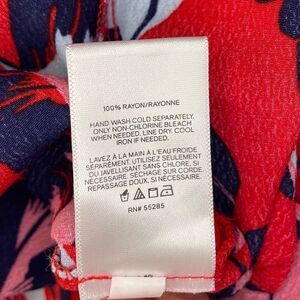 100% RAYON/RAYONNE
HAND WASH COLD SEPARATELY.
ONLY NON-CHLORINE BLEACH
WHEN NEEDED. LINE DRY. COOL
IRON IF NEEDED.
LAVEZ À LA MAIN À L'EAU FROIDE
SÉPARÉMENT. UTILISEZ SEULEMENT
DU JAVELLISANT SANS CHLORE, SI
NÉCESSAIRE. SÉCHAGE SUR CORDE.
REPASSAGE DOUX, SI NÉCESSAIRE.
RN# 55285